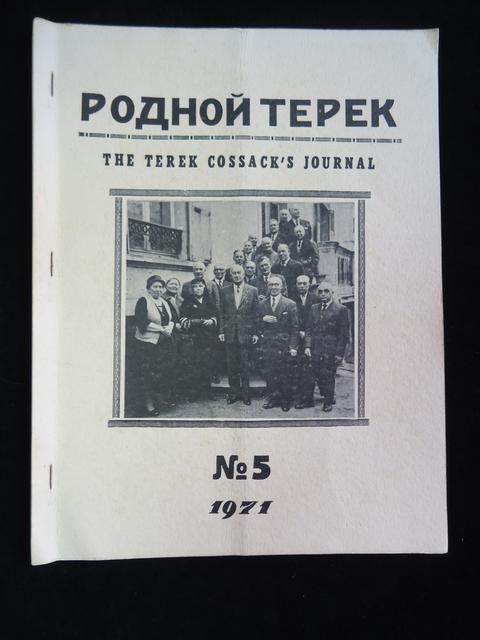 РОДНОЙ ТЕРЕК
THE TEREK COSSACK'S JOURNAL
№5
1971